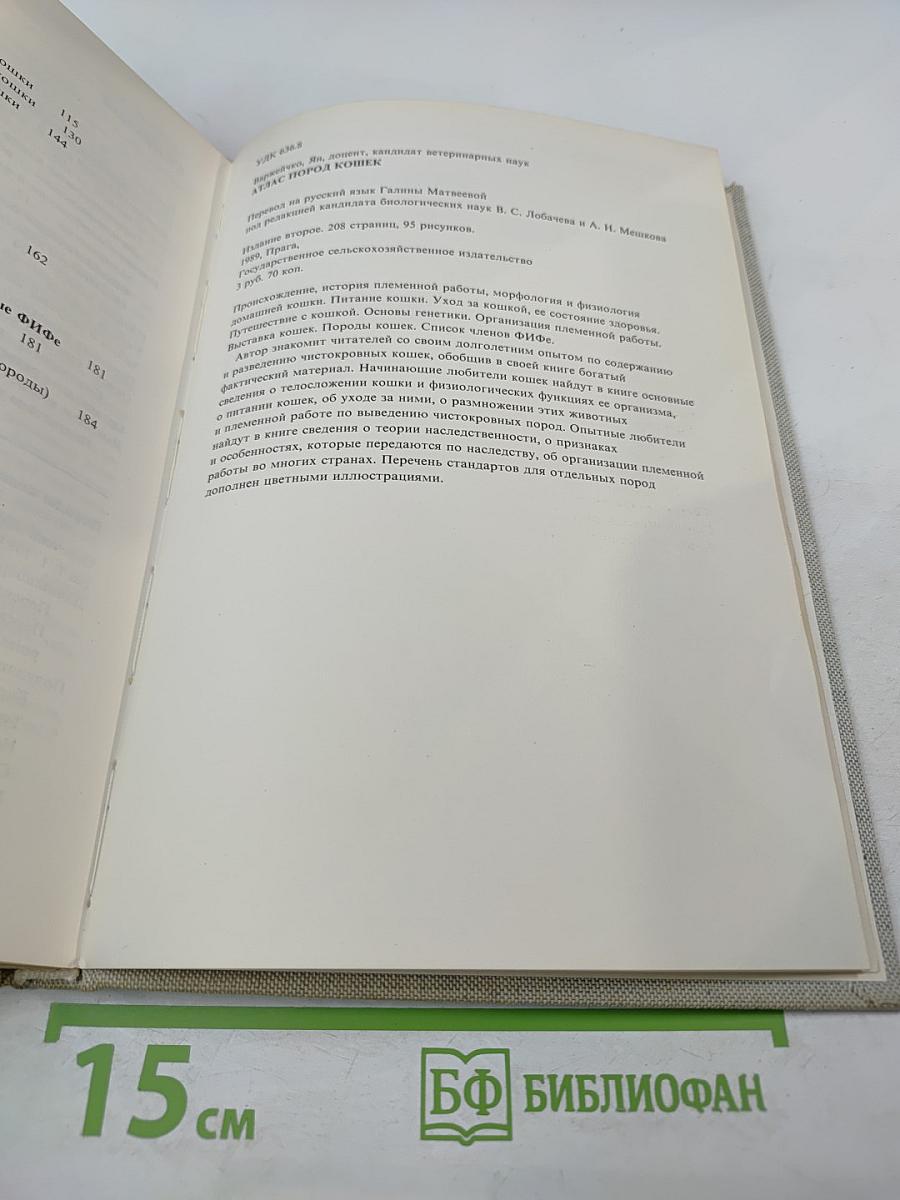 ошки
кошки 115
шки 130
144
162
ие ФИФе 181
181
ороды) 184
УДК 636.8
Варжейчко, Ян, доцент, кандидат ветеринарных наук
АТЛАС ПОРОД КОШЕК
Перевод на русский язык Галины Матвеевой
под редакцией кандидата биологических наук В. С. Лобачева и А. И. Мешкова
Издание второе. 208 страниц, 95 рисунков.
1989, Прага,
Государственное сельскохозяйственное издательство
3 руб. 70 коп.
Происхождение, история племенной работы, морфология и физиология
домашней кошки. Питание кошки. Уход за кошкой, ее состояние здоровья.
Путешествие с кошкой. Основы генетики. Организация племенной работы.
Выставка кошек. Породы кошек. Список членов ФИФе.
Автор знакомит читателей со своим долголетним опытом по содержанию
и разведению чистокровных кошек, обобщив в своей книге богатый
фактический материал. Начинающие любители кошек найдут в книге основные
сведения о телосложении кошки и физиологических функциях ее организма,
о питании кошек, об уходе за ними, о размножении этих животных
и племенной работе по выведению чистокровных пород. Опытные любители
найдут в книге сведения о теории наследственности, о признаках
и особенностях, которые передаются по наследству, об организации племенной
работы во многих странах. Перечень стандартов для отдельных пород
дополнен цветными иллюстрациями.
15 см
БФ БИБЛИОФАН